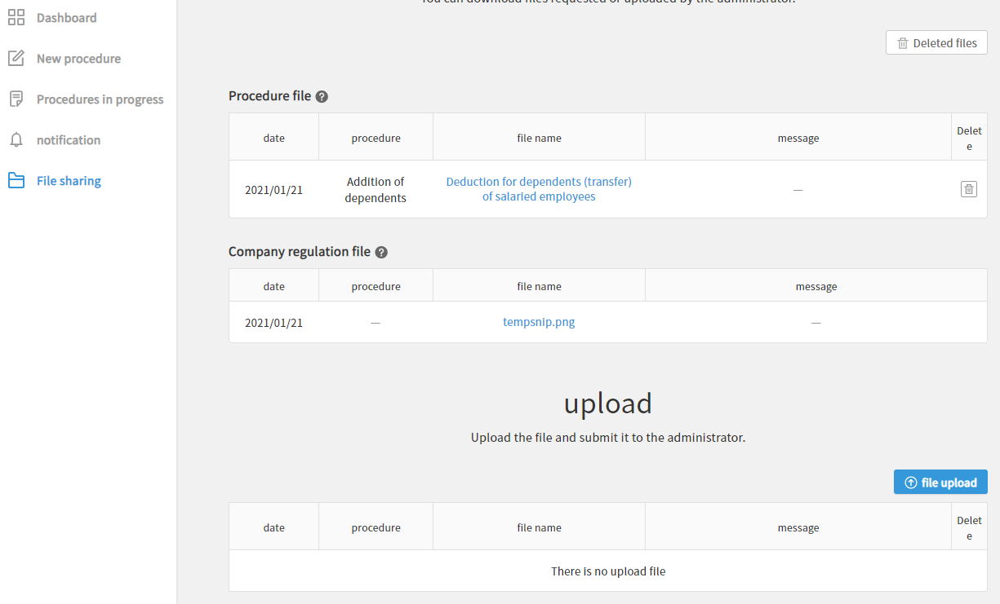 You can download files requested or uploaded by the administrator.
Dashboard
New procedure
Procedures in progress
notification
File sharing
Deleted files
Procedure file ?
date procedure file name message Delet
e
2021/01/21 Addition of
dependents Deduction for dependents (transfer)
of salaried employees —
Company regulation file ?
date procedure file name message
2021/01/21 — tempsnip.png —
upload
Upload the file and submit it to the administrator.
file upload
date procedure file name message Delet
e
There is no upload file